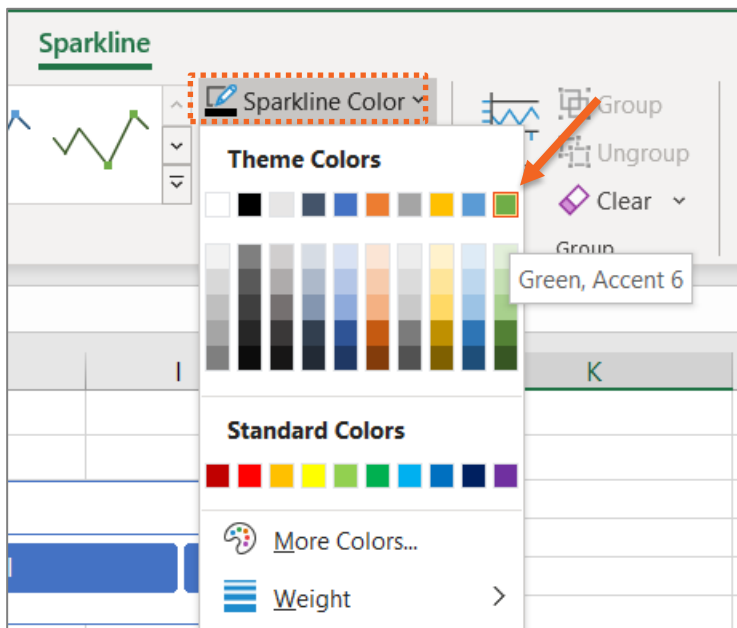 Sparkline
Sparkline Color
Group
Ungroup
Clear
Group
Theme Colors
Green, Accent 6
I
K
Standard Colors
More Colors...
Weight